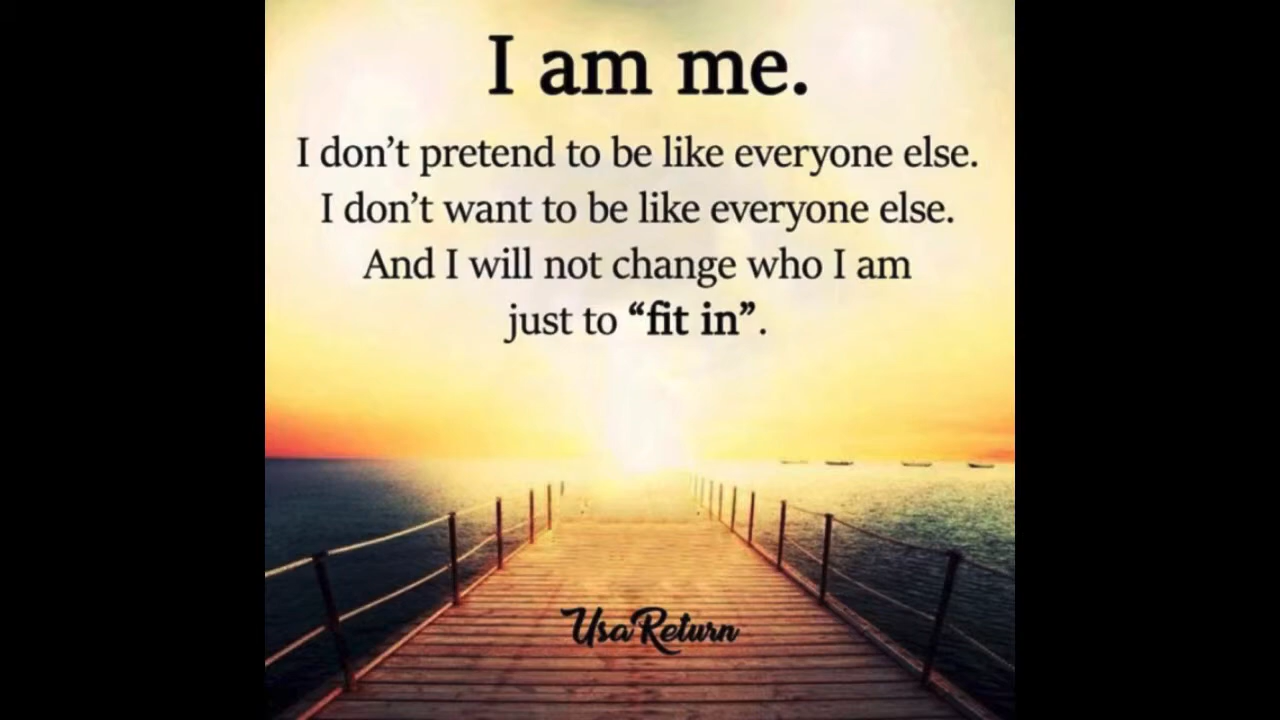 I am me.
I don’t pretend to be like everyone else.
I don’t want to be like everyone else.
And I will not change who I am
just to “fit in”.
UsaReturn